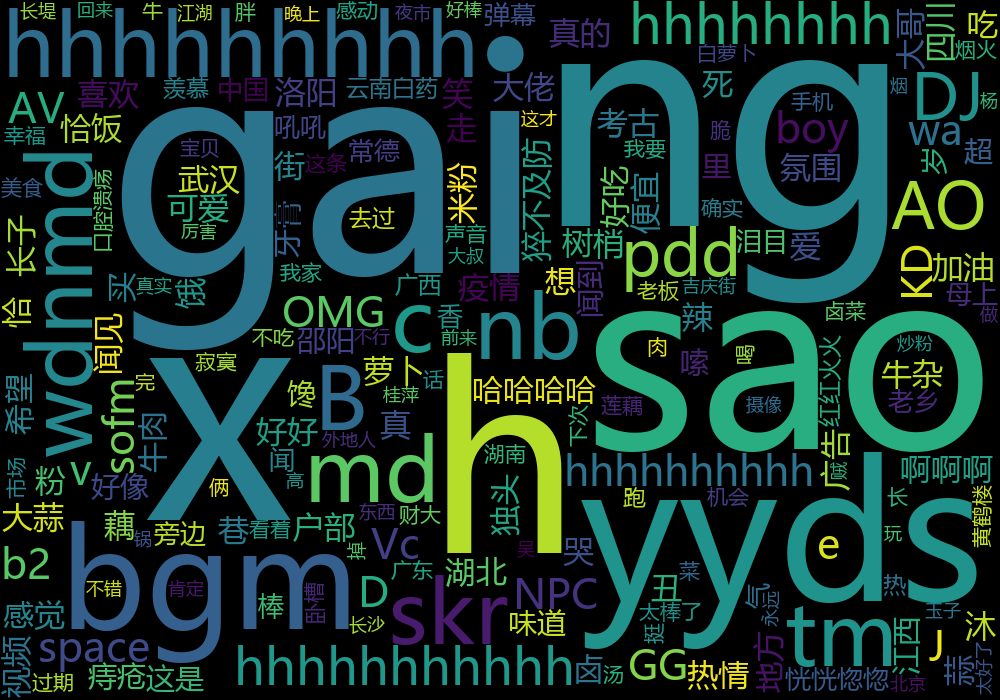 长堤 回来 牛 江湖 胖 晚上 感动 夜市 好棒 弹幕
hhhhhhhhhh.
真的
hhhhhhhh
白萝卜
大哥
四川
吃
烟火
AV 喜欢
羡慕 中国 洛阳 云南白药 笑 大佬
死
手机
烟
DJ 杨
幸福 恰饭
吼吼
走
这才
考古
boy
wa 超
gaing
宝贝
街 这条 常德
我要
脆
里
氛围
岁
美食
武汉
可爱
厉害
牙膏
去过
米粉
声音
大叔
猝不及防
好吃
便宜
确实
AO
wdnmd
口腔溃疡
长子
树梢
pdd
泪目
爱
KD
加油
恰
买
真实
饿
我家
广西
疫情
想
闻到
老板
吉庆街
母上
做
闻见
不吃
OMG
邵阳
不行
c
香
前来
nb
辣
卤菜
sao
炒粉
寂寞
希望
x
完
馋
B
萝卜
话
桂萍
h
哈哈哈哈
肉
嗦
喝
红红火火
牛杂
老乡
sofm
牛肉
好好
外地人
真
下次
莲藕
摄像
市场
粉
v
好像
俩
闻
高
md
湖南
hhhhhhhhhh
广告
臧
啊啊啊
大蒜
藕
锅
旁边
巷
看着
户部
东西
财大
独头
跑
机会
yyds
长
玩
黄鹤楼
b2
bgm
不错
肯定
卧槽
掉
Vc
广东
吴
哭
e
湖北
D
NPC
丑
菜
气
永远
热
玉子
感觉
棒
长沙
skr
味道
挺
太棒了
tm
江西
J
沐
视频
space
过期
痔疮
这是
hhhhhhhhhhh
卤
汤
GG
热情
地方
恍恍惚惚
北京
恶
太好了